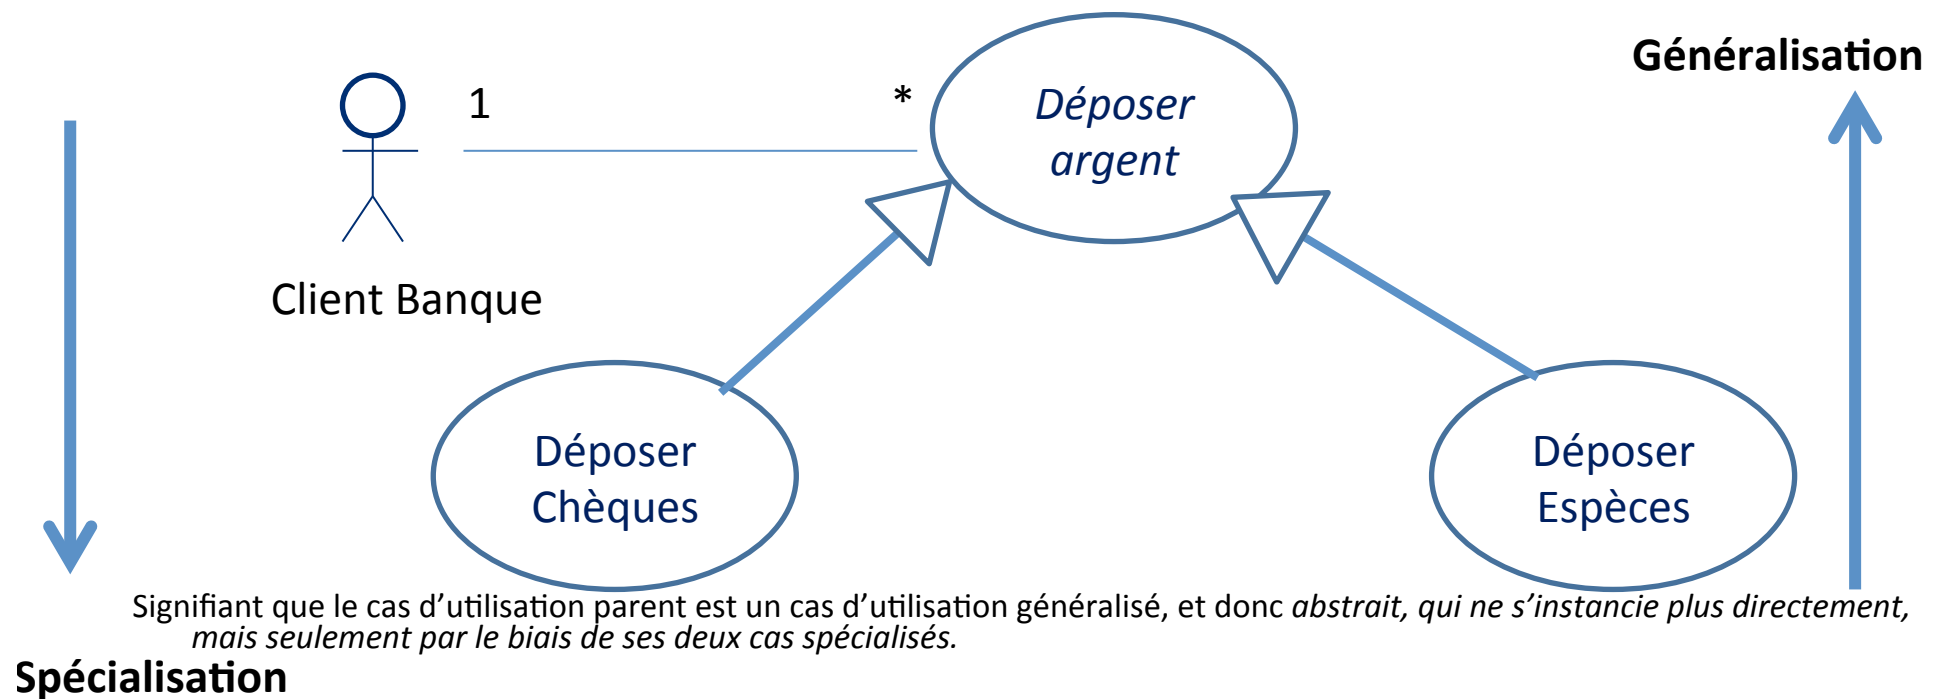 Généralisation
1
*
Déposer
argent
Client Banque
Déposer
Chèques
Déposer
Espèces
Signifiant que le cas d’utilisation parent est un cas d’utilisation généralisé, et donc abstrait, qui ne s’instancie plus directement,
mais seulement par le biais de ses deux cas spécialisés.
Spécialisation